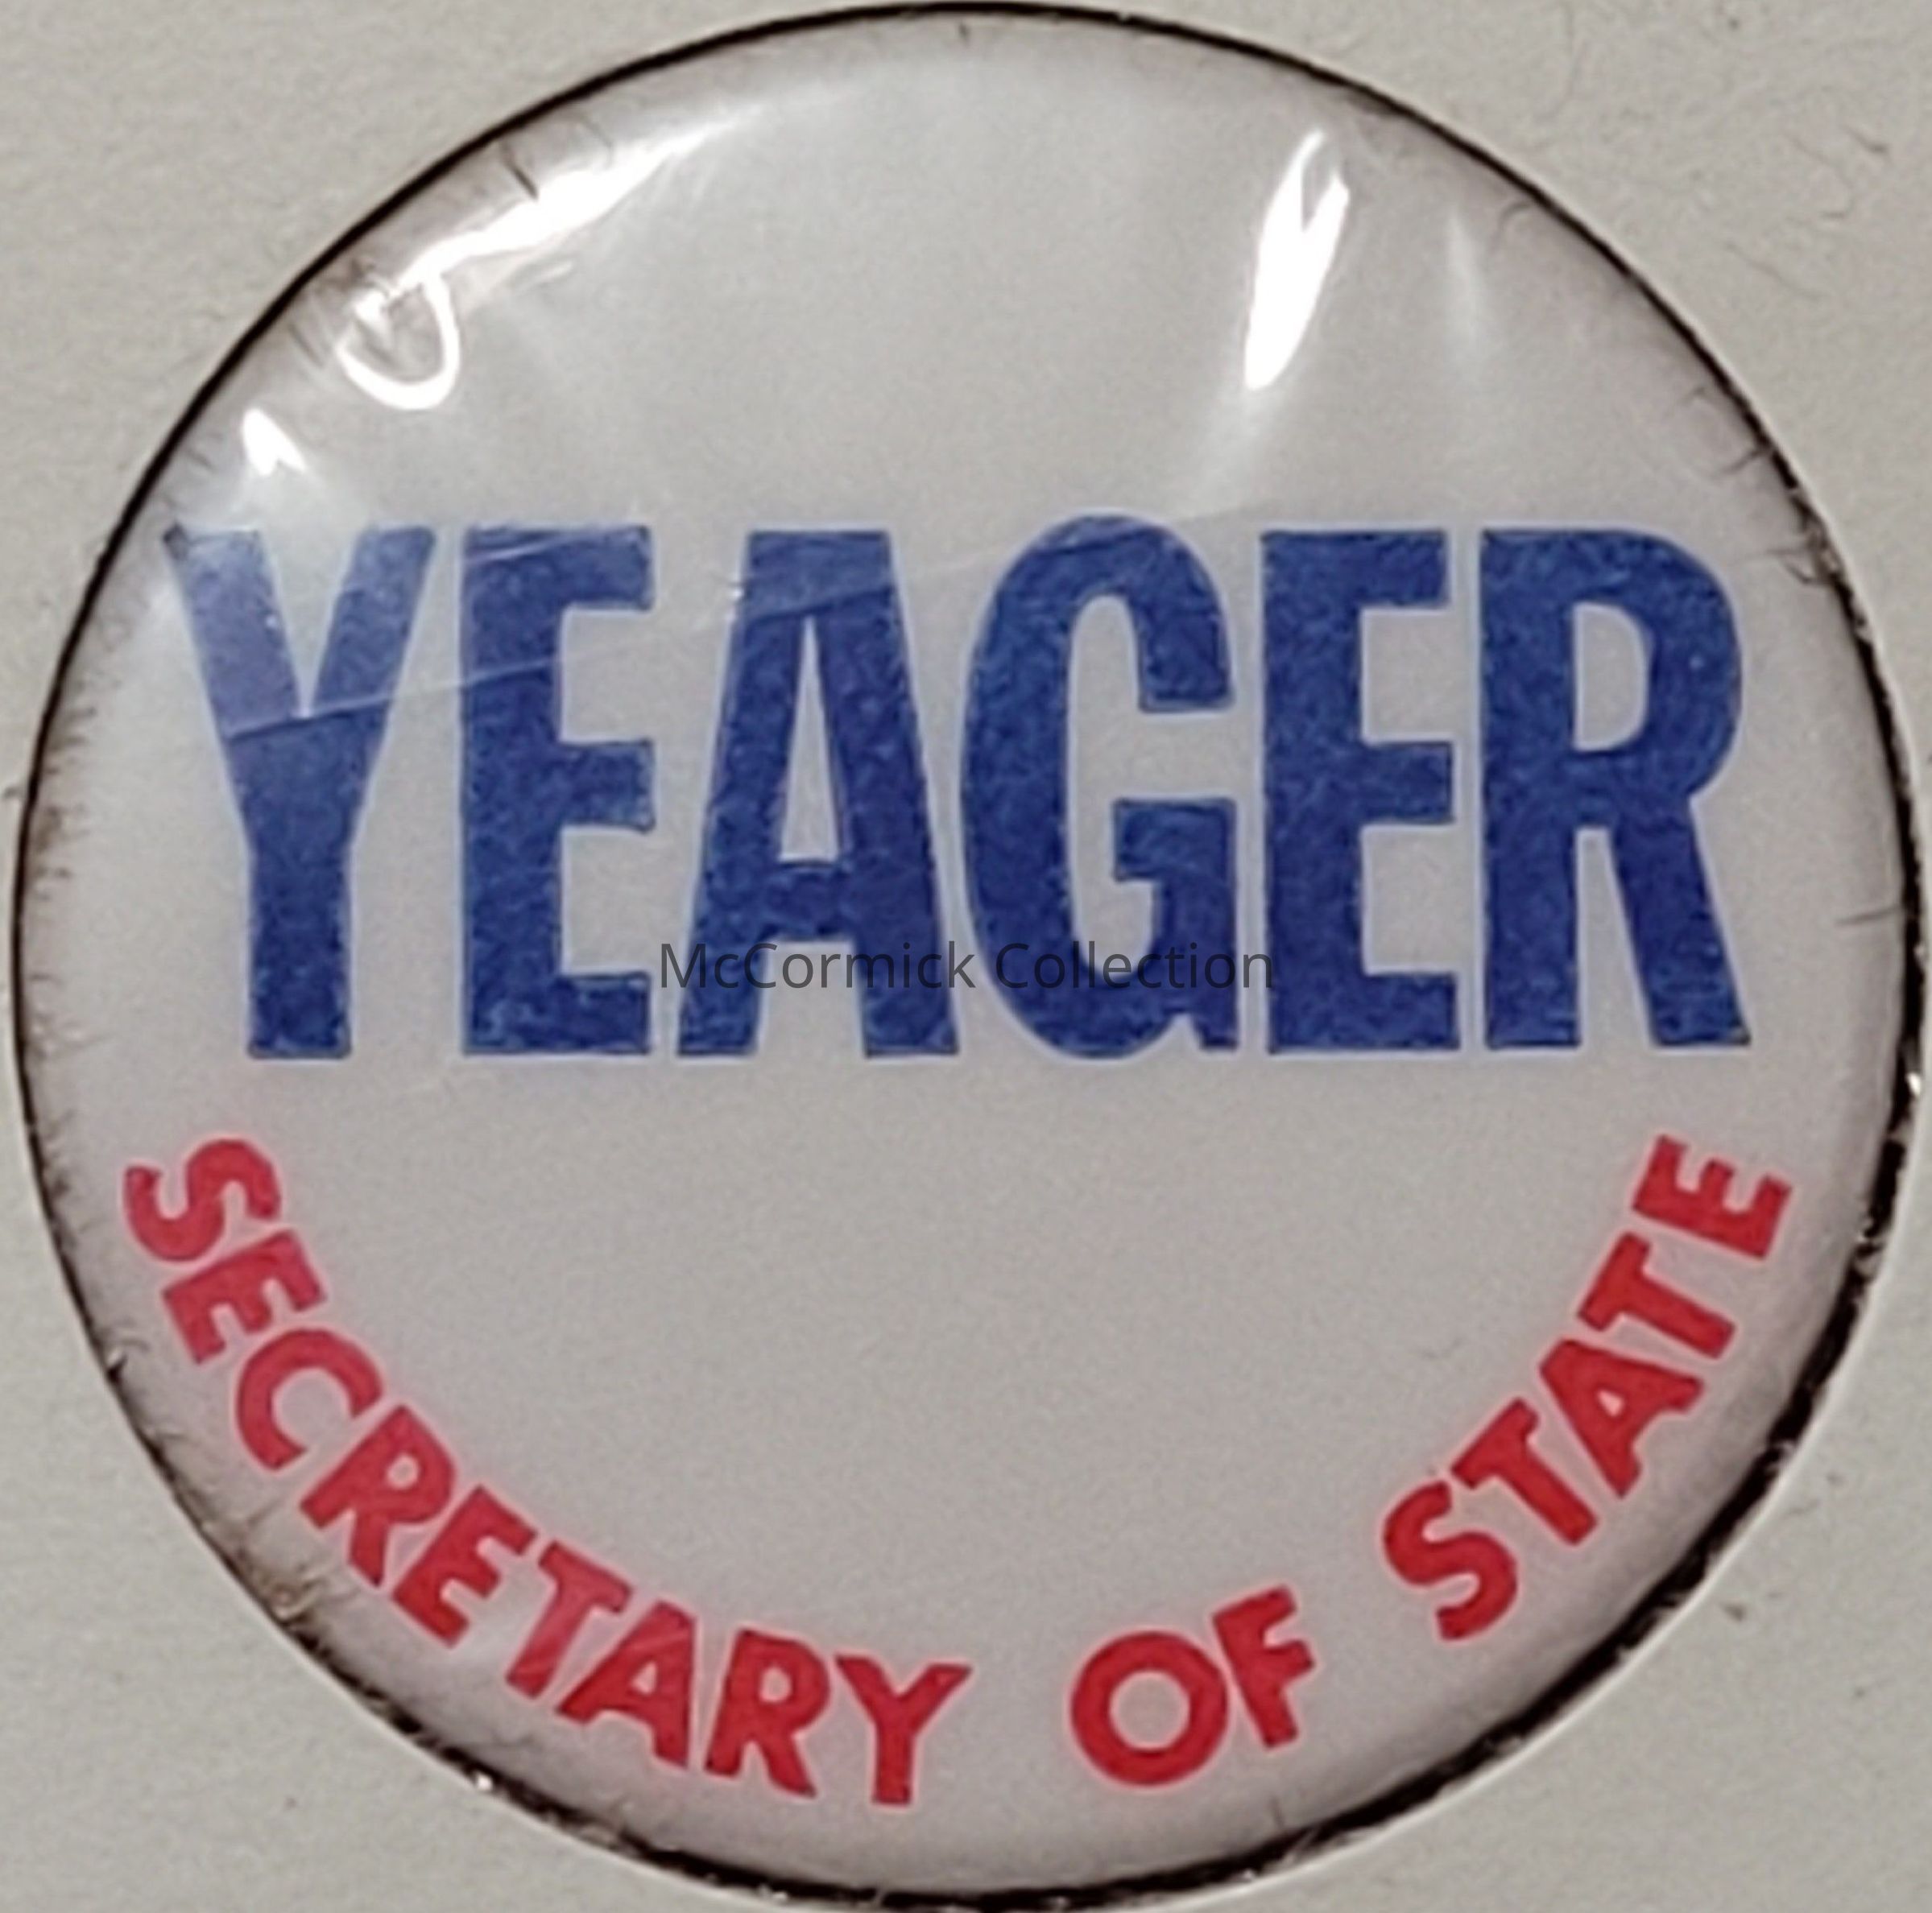 YEAGER
McCormick Collection
SECRETARY OF STATE